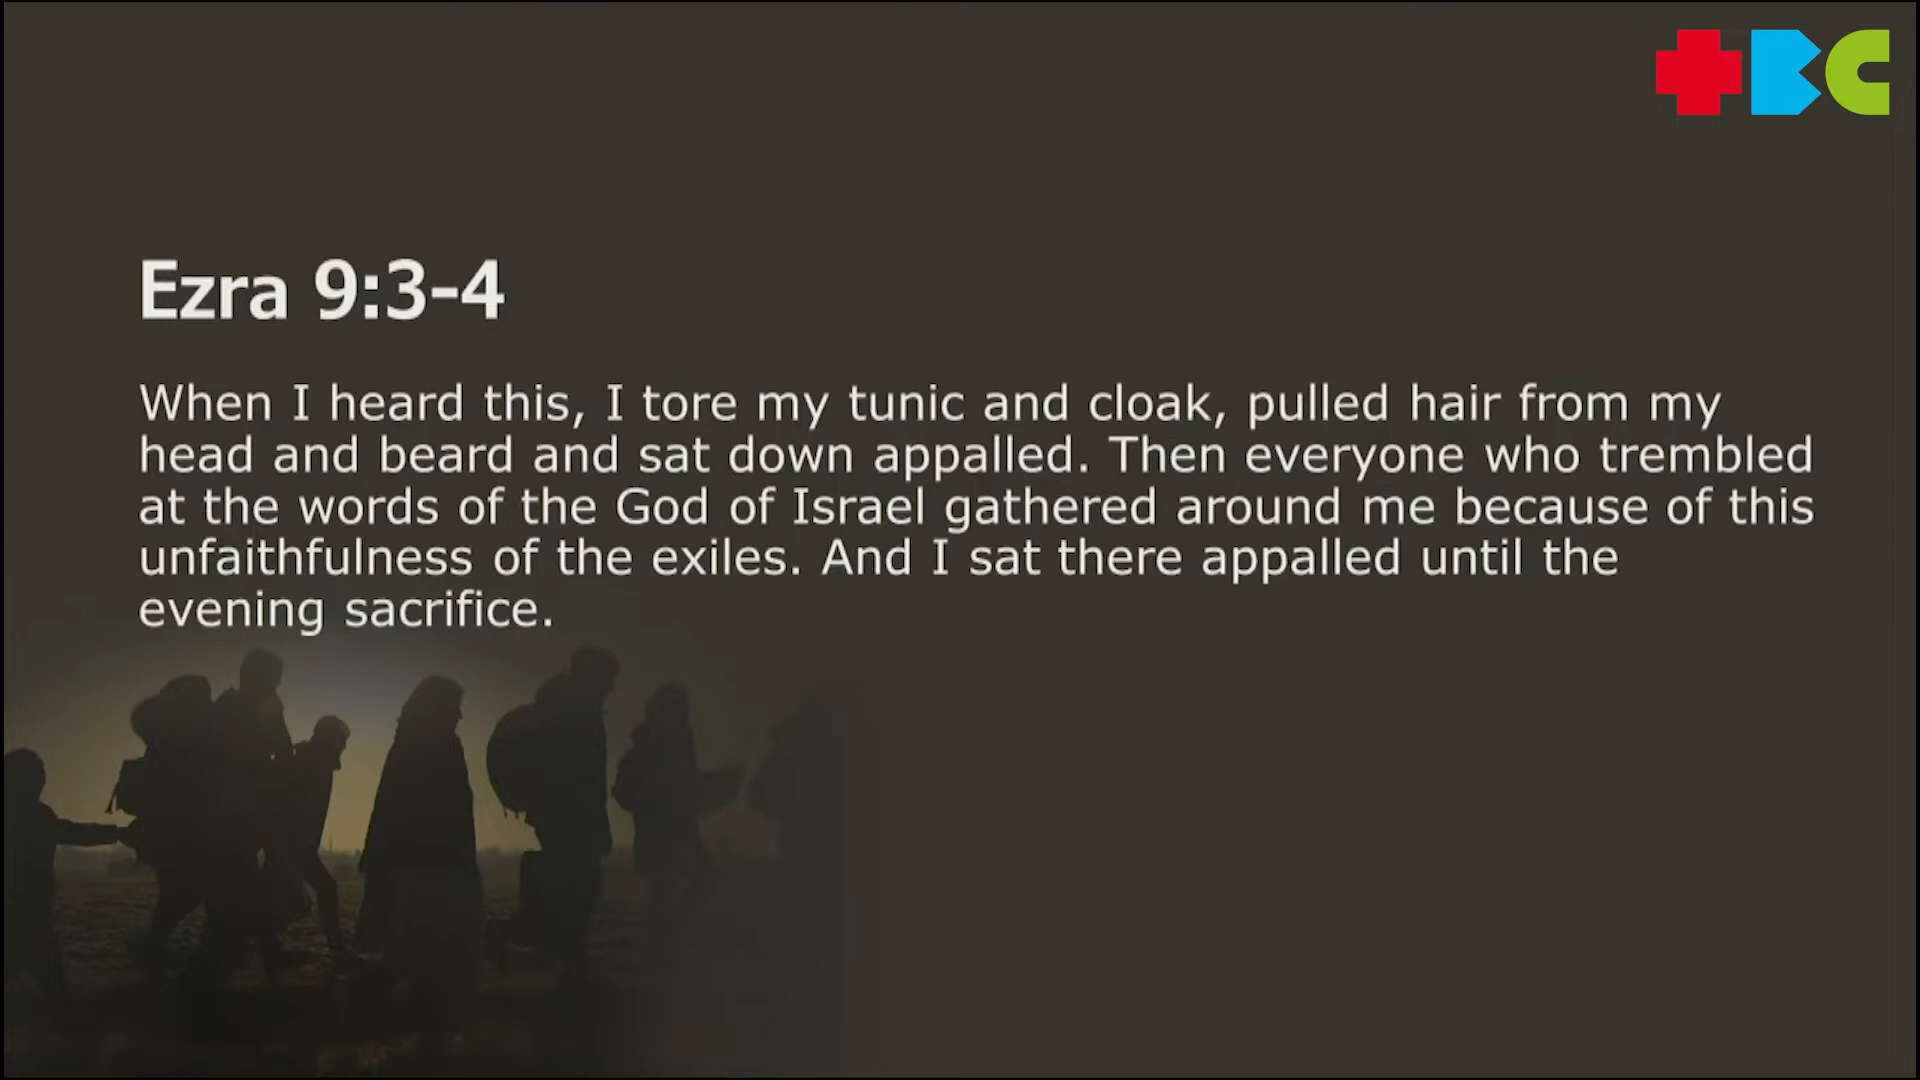 BC
Ezra 9:3-4
When I heard this, I tore my tunic and cloak, pulled hair from my
head and beard and sat down appalled. Then everyone who trembled
at the words of the God of Israel gathered around me because of this
unfaithfulness of the exiles. And I sat there appalled until the
evening sacrifice.